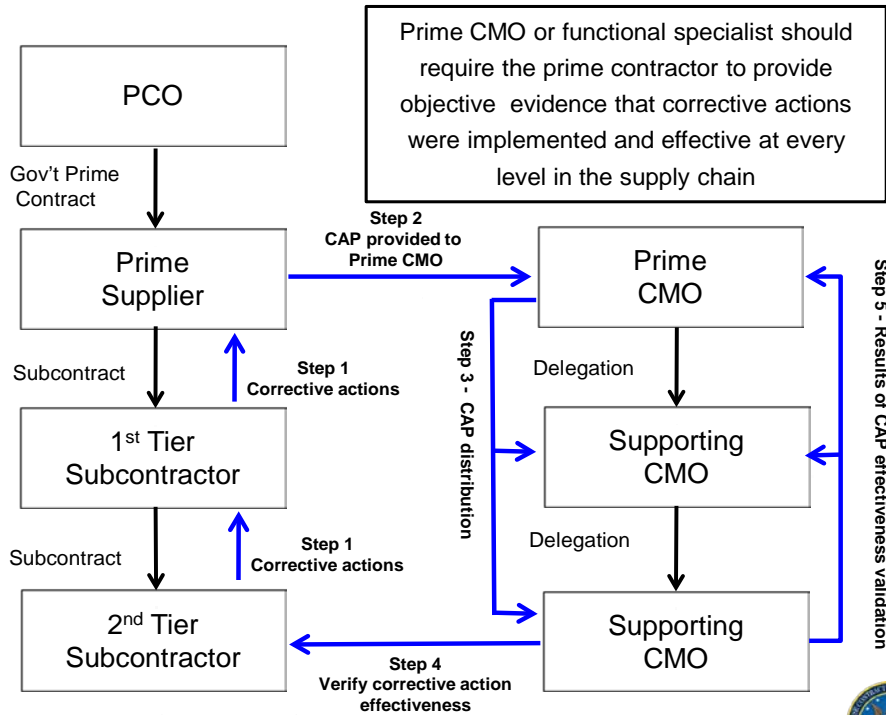 PCO
Prime CMO or functional specialist should
require the prime contractor to provide
objective evidence that corrective actions
were implemented and effective at every
level in the supply chain
Gov't Prime
Contract
Step 2
CAP provided to
Prime CMO
Prime
Supplier
Prime
CMO
Subcontract
Step 1
Corrective actions
Step 3 - CAP distribution
Delegation
Step 5 - Results of CAP effectiveness validation
1st Tier
Subcontractor
Supporting
CMO
Subcontract
Step 1
Corrective actions
Delegation
2nd Tier
Subcontractor
Step 4
Verify corrective action
effectiveness
Supporting
CMO